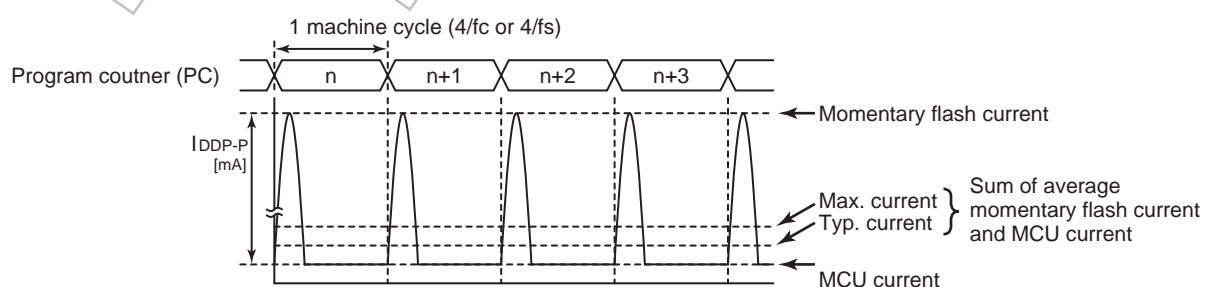 1 machine cycle (4/fc or 4/fs)
Program coutner (PC)
n
n+1
n+2
n+3
Momentary flash current
IDDP-P
[mA]
Max. current
Typ. current
Sum of average
momentary flash current
and MCU current
MCU current